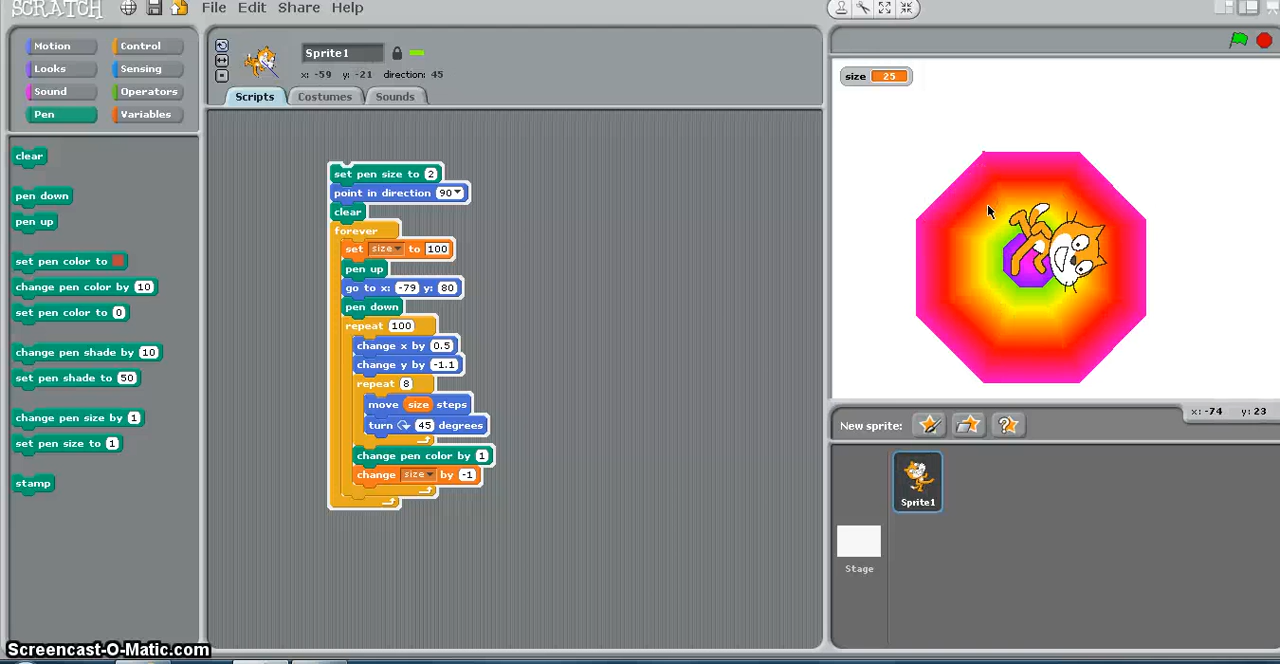 SCRATCH File Edit Share Help
Motion Control
Looks Sensing
Sound Operators
Pen Variables
clear
pen down
pen up
set pen color to
change pen color by 10
set pen color to 0
change pen shade by 10
set pen shade to 50
change pen size by 1
set pen size to 1
stamp
Sprite1
x: -59 y: -21 direction: 45
Scripts Costumes Sounds
set pen size to 2
point in direction 90
clear
forever
set size to 100
pen up
go to x: -79 y: 80
pen down
repeat 100
change x by 0.5
change y by -1.1
repeat 8
move size steps
turn 45 degrees
change pen color by 1
change size by -1
size 25
x: -74 y: 23
New sprite:
Sprite1
Stage
Screencast-O-Matic.com